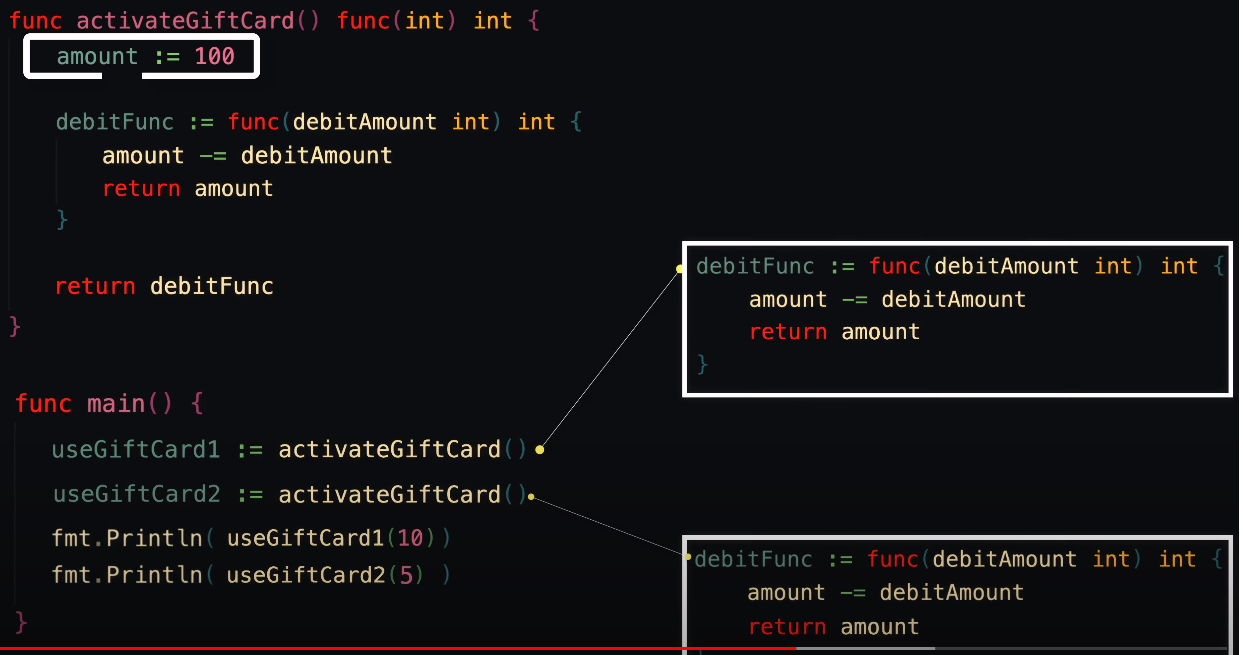 func activateGiftCard() func(int) int {
amount := 100
debitFunc := func(debitAmount int) int {
amount -= debitAmount
return amount
}
return debitFunc
}
func main() {
useGiftCard1 := activateGiftCard()
useGiftCard2 := activateGiftCard()
fmt.Println( useGiftCard1(10))
fmt.Println( useGiftCard2(5) )
}
debitFunc := func(debitAmount int) int {
amount -= debitAmount
return amount
}
debitFunc := func(debitAmount int) int {
amount -= debitAmount
return amount